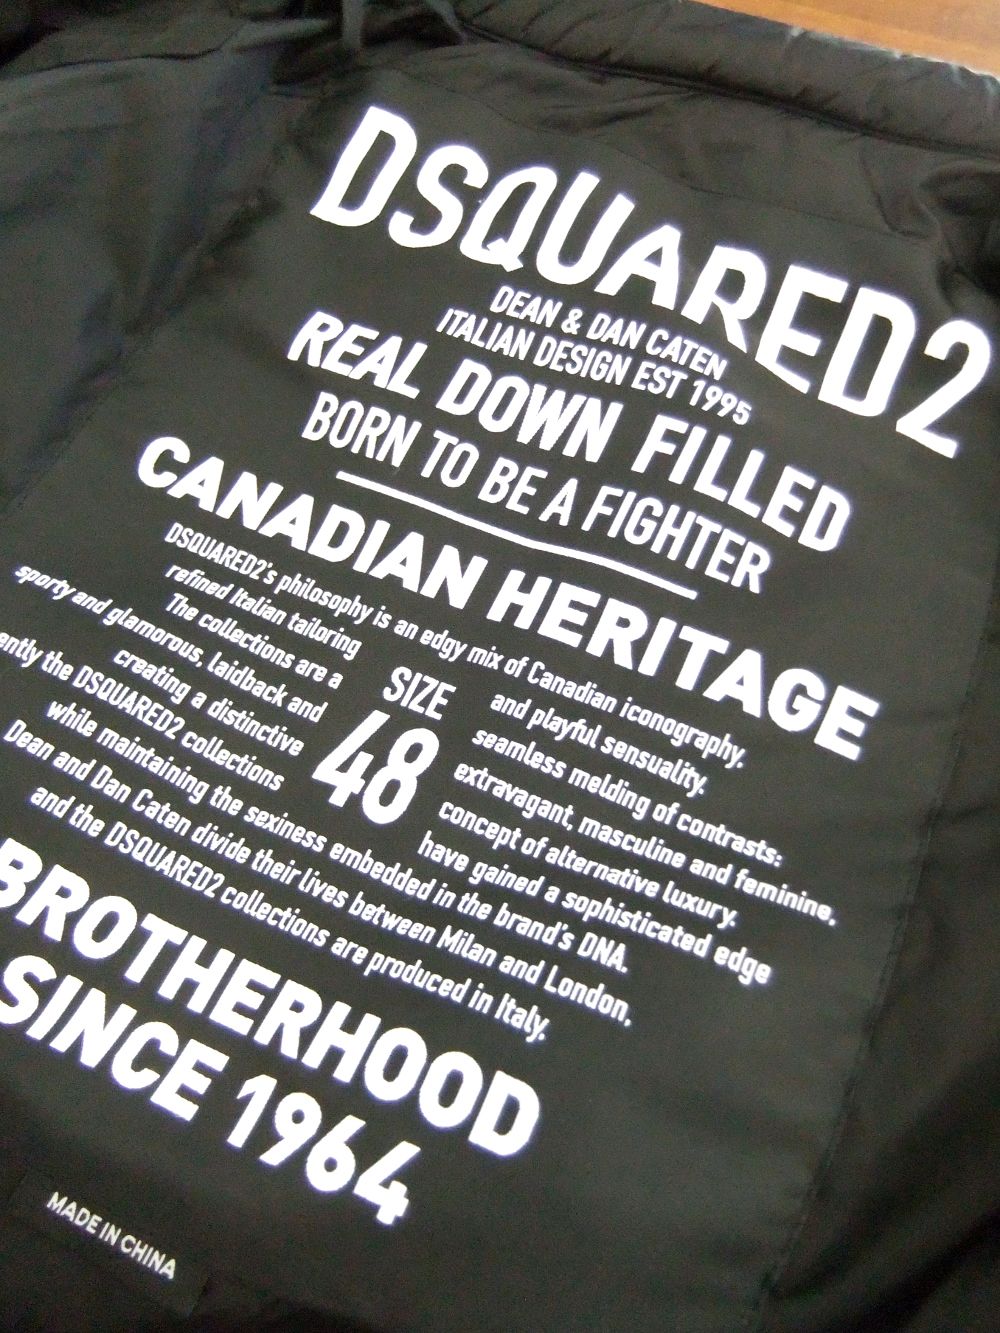 DSQUARED2
DEAN & DAN CATEN
ITALIAN DESIGN EST 1995
REAL DOWN FILLED
BORN TO BE A FIGHTER
CANADIAN HERITAGE
DSQUARED2's philosophy is an edgy mix of Canadian iconography,
refined Italian tailoring and playful sensuality.
The collections are a seamless melding of contrasts:
sporty and glamorous, laidback and extravagant, masculine and feminine,
creating a distinctive concept of alternative luxury.
the DSQUARED2 collections have gained a sophisticated edge
while maintaining the sexiness embedded in the brand's DNA.
Dean and Dan Caten divide their lives between Milan and London,
and the DSQUARED2 collections are produced in Italy.
SIZE
48
BROTHERHOOD
SINCE 1964
MADE IN CHINA